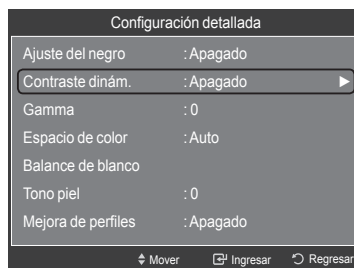 Configuración detallada
Ajuste del negro : Apagado
Contraste dinám. : Apagado
Gamma : 0
Espacio de color : Auto
Balance de blanco
Tono piel : 0
Mejora de perfiles : Apagado
Mover Ingresar Regresar